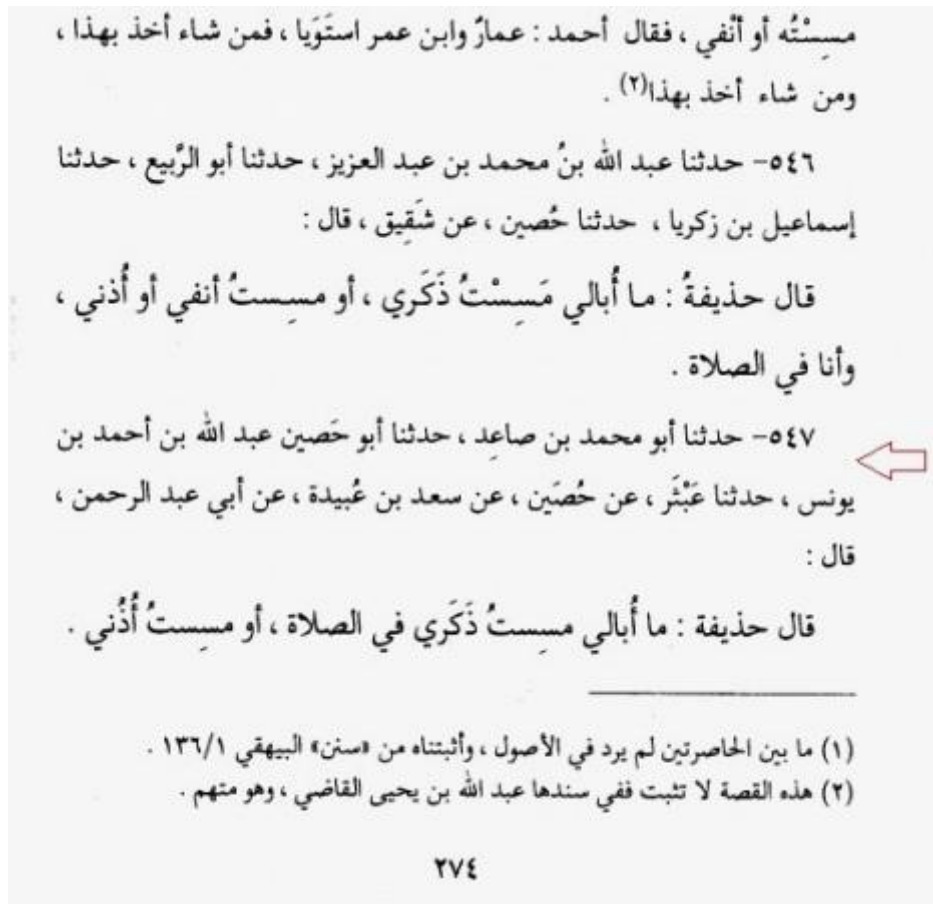 مسِسْتُه أو أنْفي ، فقال أحمد : عمارٌ وابن عمر استَوَيا ، فمن شاء أخذ بهذا ،
ومن شاء أخذ بهذا(٢) .
٥٤٦- حدثنا عبد الله بنُ محمد بن عبد العزيز ، حدثنا أبو الرَّبيع ، حدثنا
إسماعيل بن زكريا ، حدثنا حُصين ، عن شَقِيق ، قال :
قال حذيفةُ : ما أُبالي مَسِسْتُ ذَكَري ، أو مسِستُ أنفي أو أُذني ،
وأنا في الصلاة .
٥٤٧- حدثنا أبو محمد بن صاعِد ، حدثنا أبو حَصين عبد الله بن أحمد بن
يونس ، حدثنا عَبْثَر ، عن حُصَين ، عن سعد بن عُبيدة ، عن أبي عبد الرحمن ،
قال :
قال حذيفة : ما أُبالي مسِستُ ذَكَري في الصلاة ، أو مسِستُ أُذُني .
(١) ما بين الحاصرتين لم يرد في الأصول ، وأثبتناه من «سنن» البيهقي ١٣٦/١ .
(٢) هذه القصة لا تثبت ففي سندها عبد الله بن يحيى القاضي ، وهو متهم .
٢٧٤